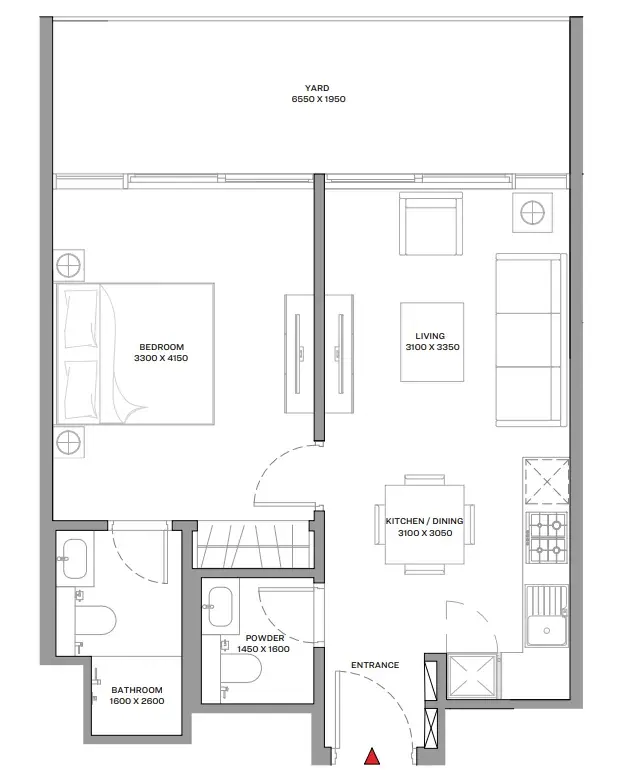 YARD
6550 X 1950
BEDROOM
3300 X 4150
LIVING
3100 X 3350
KITCHEN / DINING
3100 X 3050
POWDER
1450 X 1600
ENTRANCE
BATHROOM
1600 X 2600